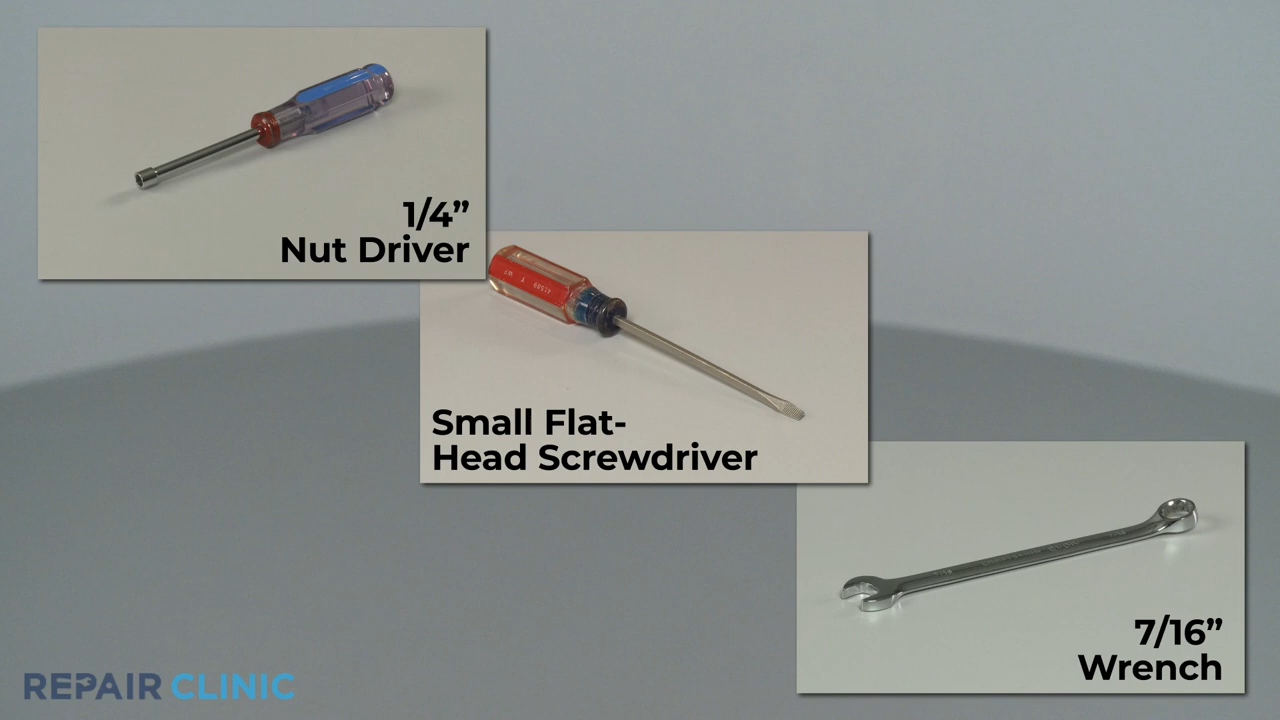 1/4”
Nut Driver
Small Flat-
Head Screwdriver
7/16”
Wrench
REPAIR CLINIC